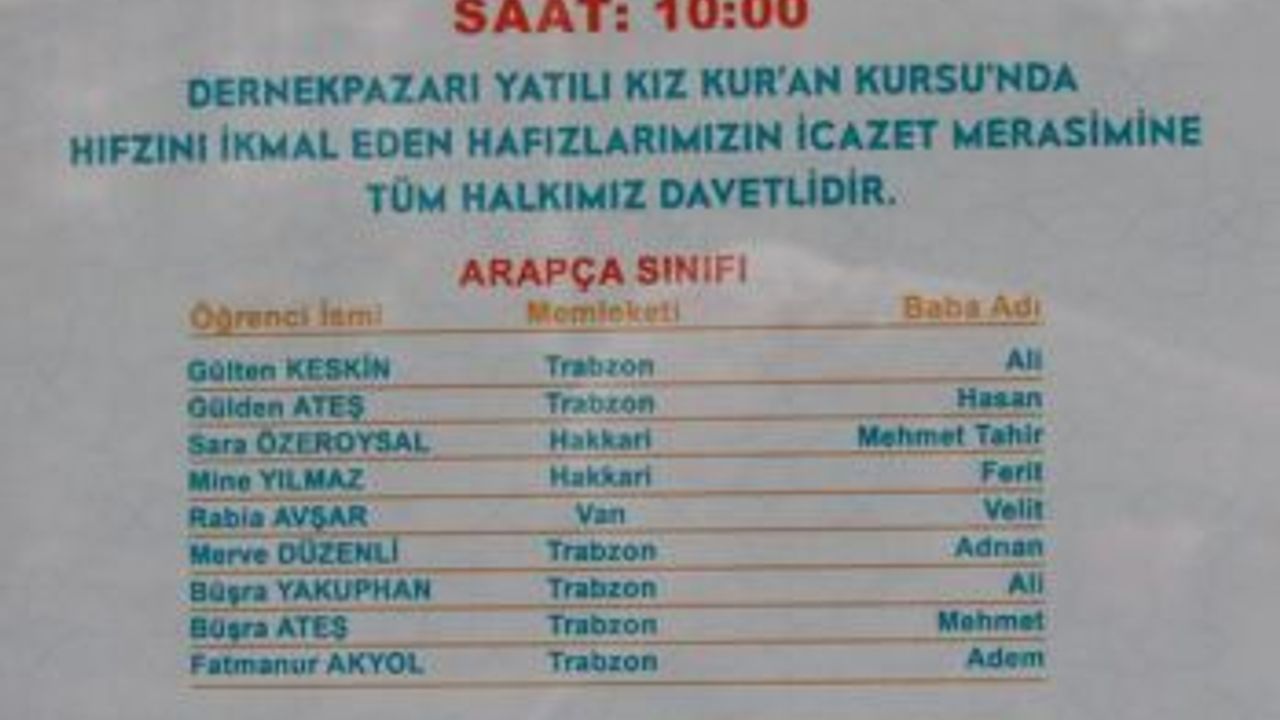 SAAT: 10:00
DERNEKPAZARI YATILI KIZ KUR'AN KURSU'NDA
HIFZINI İKMAL EDEN HAFIZLARIMIZIN İCAZET MERASİMİNE
TÜM HALKIMIZ DAVETLİDİR.
ARAPÇA SINIFI
Öğrenci İsmi Memleketi Baba Adı
Gülten KESKİN Trabzon Ali
Gülden ATEŞ Trabzon Hasan
Sara ÖZEROYSAL Hakkari Mehmet Tahir
Mine YILMAZ Hakkari Ferit
Rabia AVŞAR Van Velit
Merve DÜZENLİ Trabzon Adnan
Büşra YAKUPHAN Trabzon Ali
Büşra ATEŞ Trabzon Mehmet
Fatmanur AKYOL Trabzon Adem